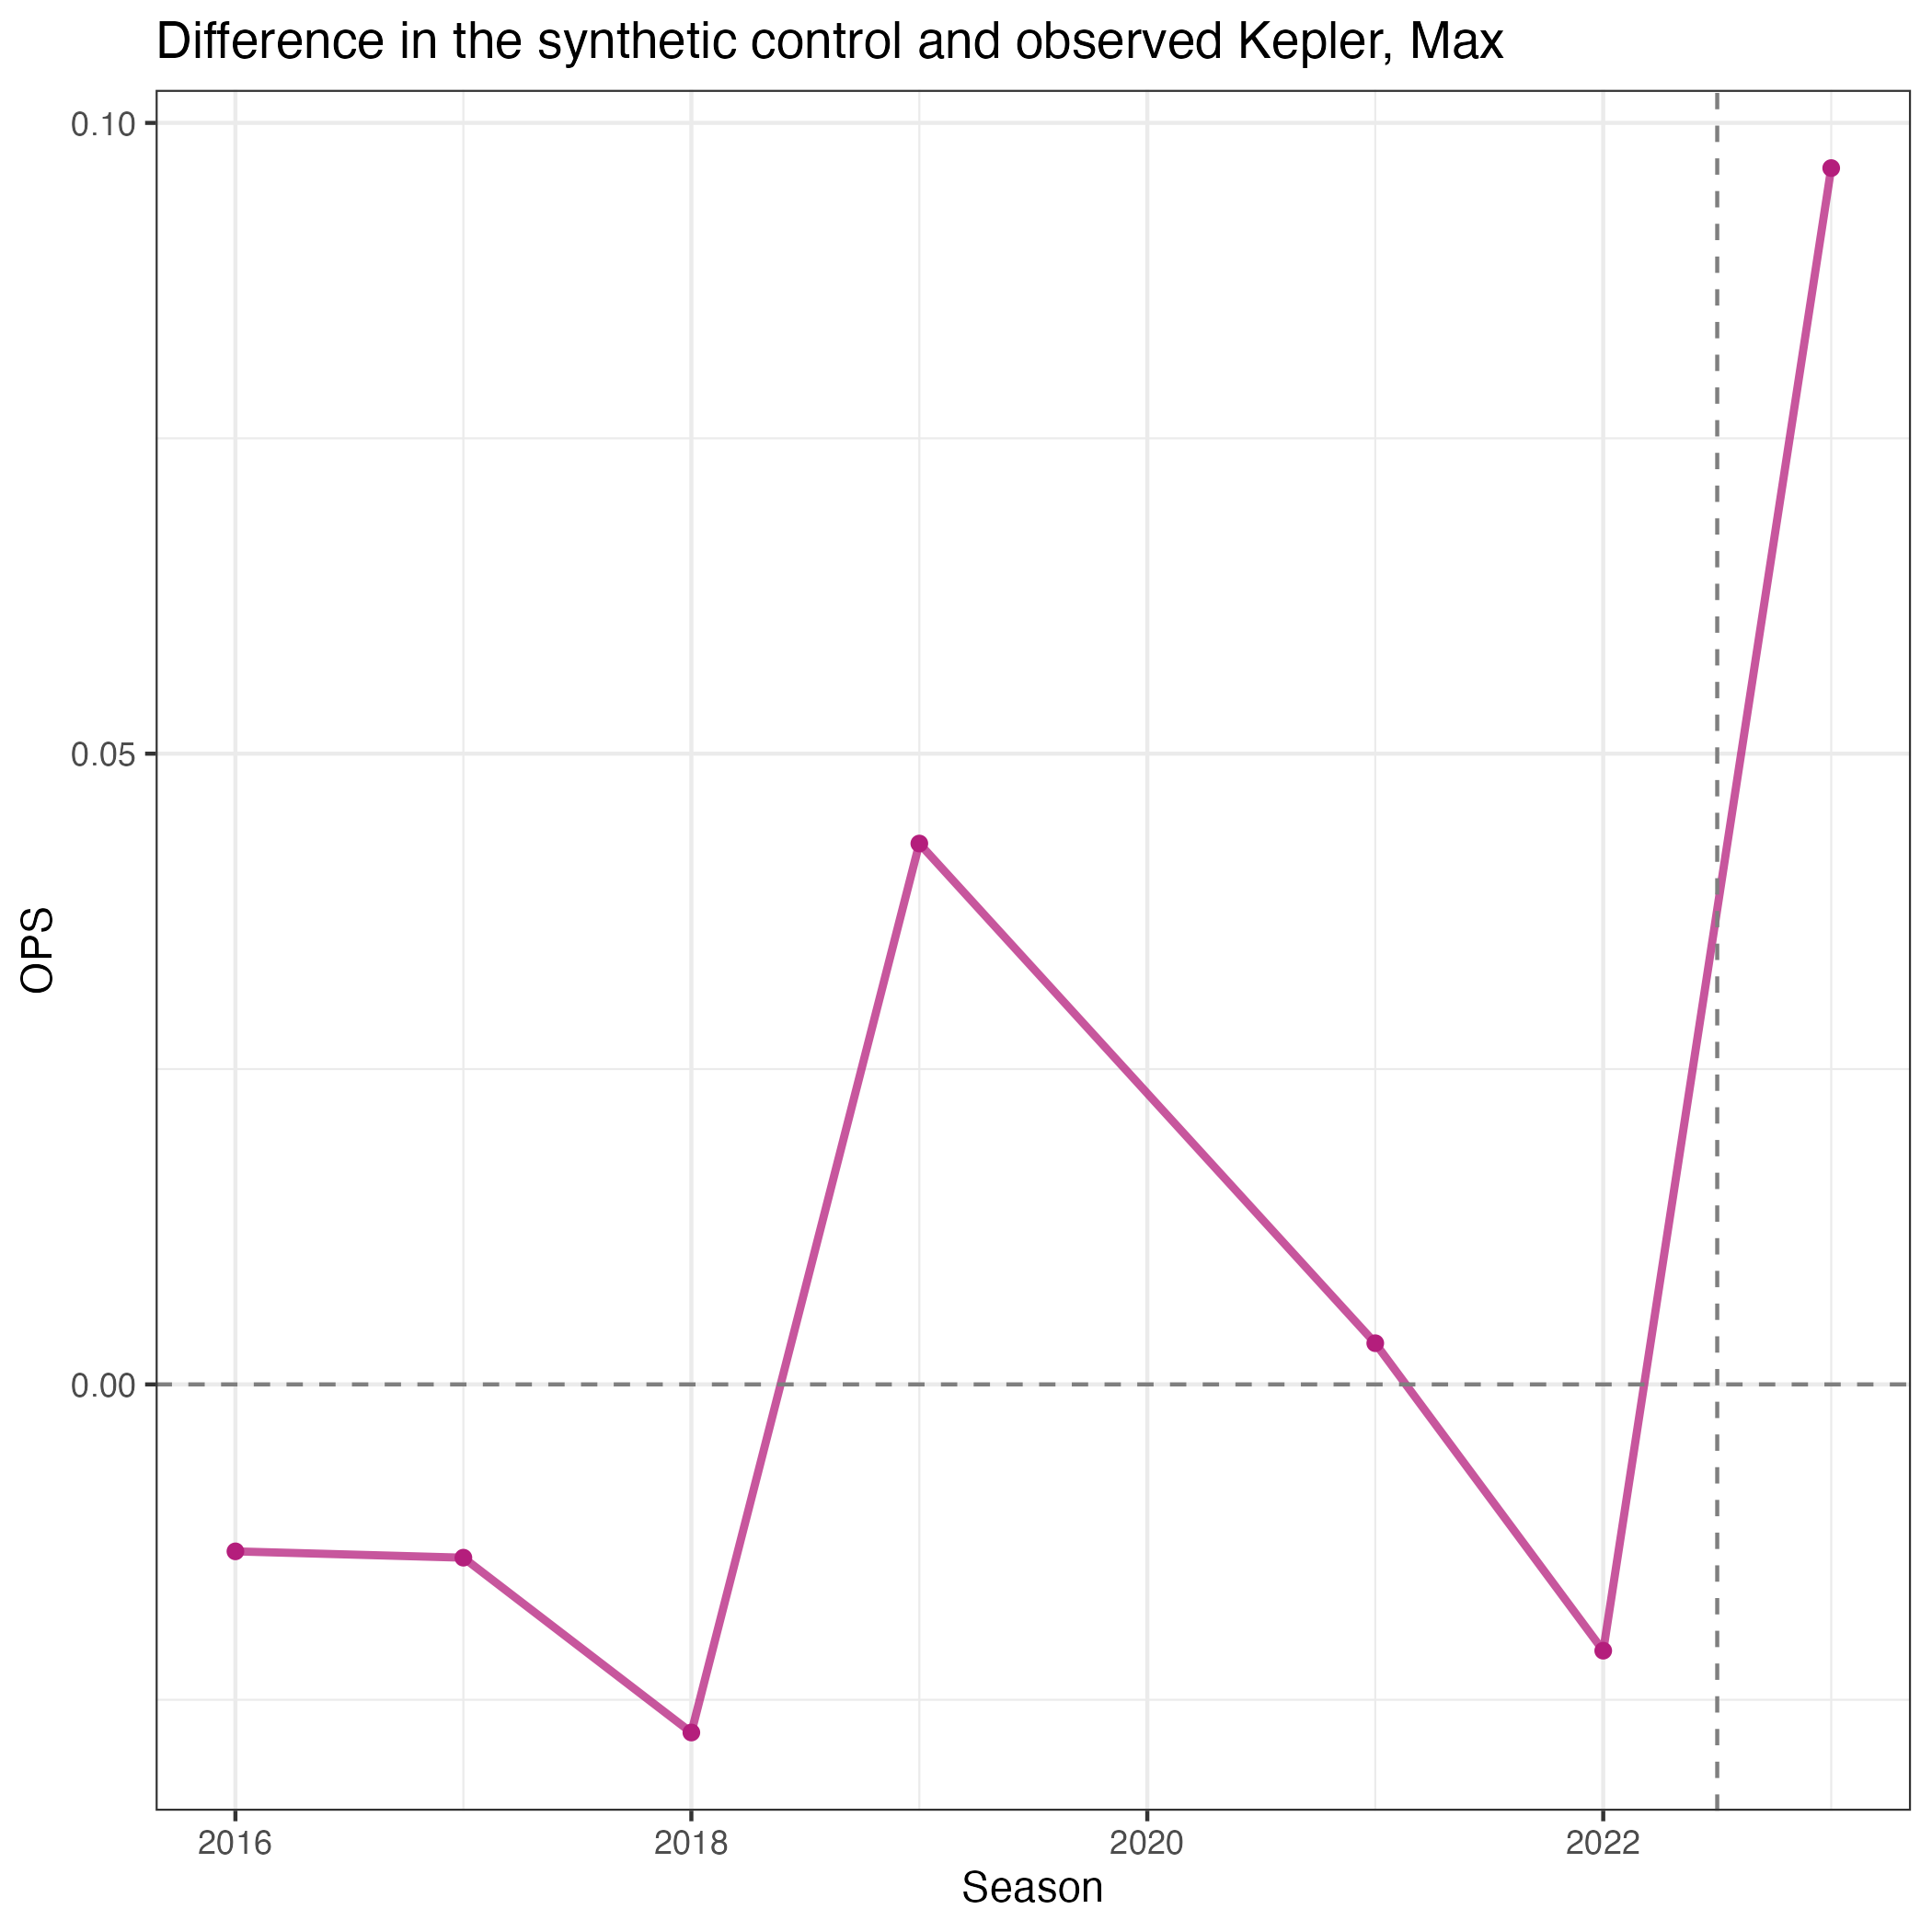 Difference in the synthetic control and observed Kepler, Max
0.10
0.05
0.00
OPS
2016 2018 2020 2022
Season